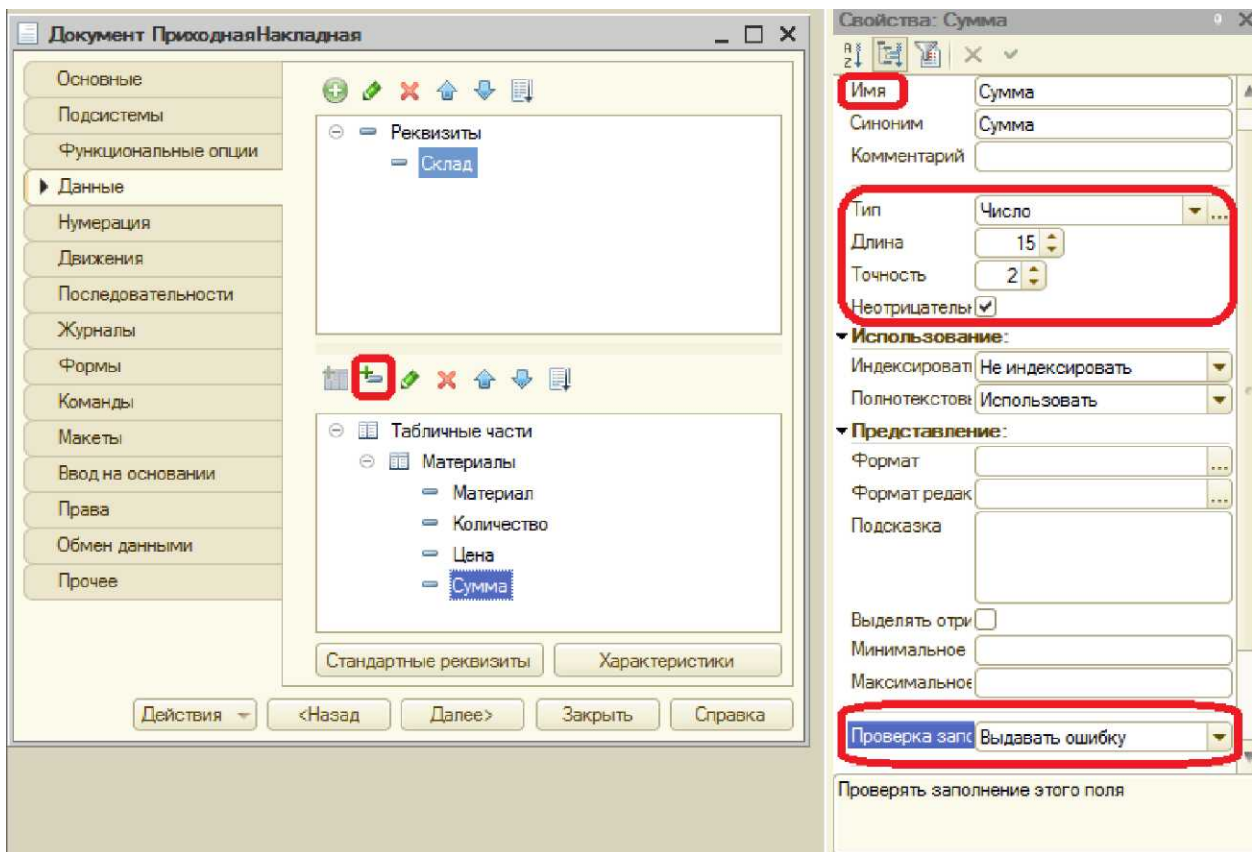 Документ ПриходнаяНакладная
Основные
Подсистемы
Функциональные опции
Данные
Нумерация
Движения
Последовательности
Журналы
Формы
Команды
Макеты
Ввод на основании
Права
Обмен данными
Прочее
Реквизиты
Склад
Табличные части
Материалы
Материал
Количество
Цена
Сумма
Стандартные реквизиты
Характеристики
Действия
<Назад
Далее>
Закрыть
Справка
Свойства: Сумма
Имя Сумма
Синоним Сумма
Комментарий
Тип Число ...
Длина 15
Точность 2
Неотрицательн
Использование:
Индексироват Не индексировать
Полнотекстовь Использовать
Представление:
Формат ...
Формат редак ...
Подсказка
Выделять отри
Минимальное
Максимальное
Проверка запо Выдавать ошибку
Проверять заполнение этого поля